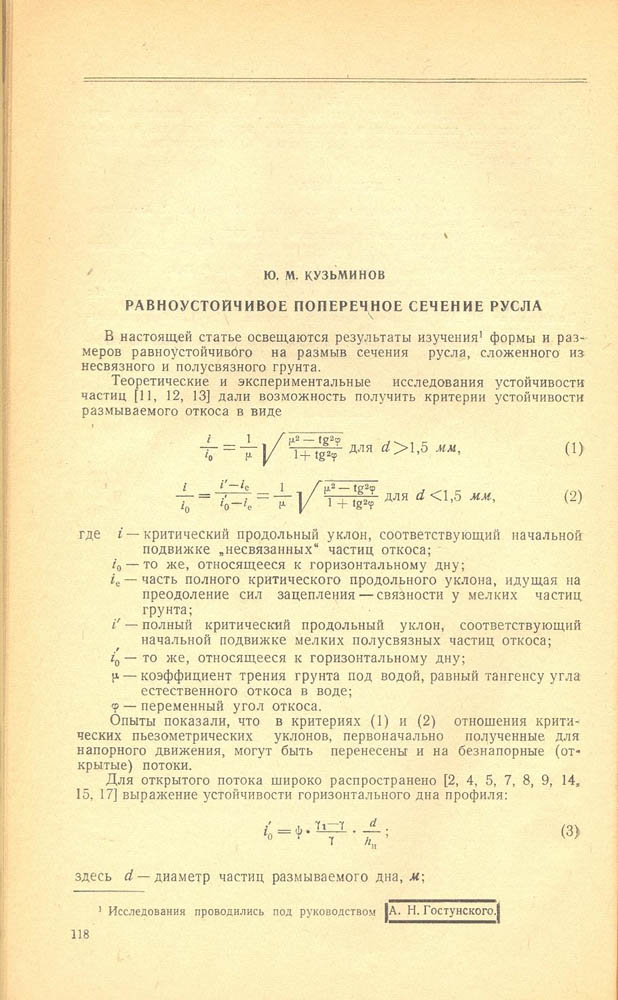 Ю. М. КУЗЬМИНОВ
РАВНОУСТОЙЧИВОЕ ПОПЕРЕЧНОЕ СЕЧЕНИЕ РУСЛА
В настоящей статье освещаются результаты изучения¹ формы и раз-
меров равноустойчивого на размыв сечения русла, сложенного из
несвязного и полусвязного грунта.
Теоретические и экспериментальные исследования устойчивости
частиц [11, 12, 13] дали возможность получить критерии устойчивости
размываемого откоса в виде
i/i₀ = 1/μ √((μ² — tg²φ)/(1 + tg²φ)) для d > 1,5 мм, (1)
i/i₀ = (i′—iₑ)/(i₀′—iₑ) = 1/μ √((μ² — tg²φ)/(1 + tg²φ)) для d < 1,5 мм, (2)
где i — критический продольный уклон, соответствующий начальной
подвижке „несвязанных“ частиц откоса;
i₀ — то же, относящееся к горизонтальному дну;
iₑ — часть полного критического продольного уклона, идущая на
преодоление сил зацепления — связности у мелких частиц
грунта;
i′ — полный критический продольный уклон, соответствующий
начальной подвижке мелких полусвязных частиц откоса;
i₀′ — то же, относящееся к горизонтальному дну;
μ — коэффициент трения грунта под водой, равный тангенсу угла
естественного откоса в воде;
φ — переменный угол откоса.
Опыты показали, что в критериях (1) и (2) отношения крити-
ческих пьезометрических уклонов, первоначально полученные для
напорного движения, могут быть перенесены и на безнапорные (от-
крытые) потоки.
Для открытого потока широко распространено [2, 4, 5, 7, 8, 9, 14,
15, 17] выражение устойчивости горизонтального дна профиля:
i₀′ = ψ · (γ₁—γ)/γ · d/hₙ; (3)
здесь d — диаметр частиц размываемого дна, м;
¹ Исследования проводились под руководством А. Н. Гостунского.
118